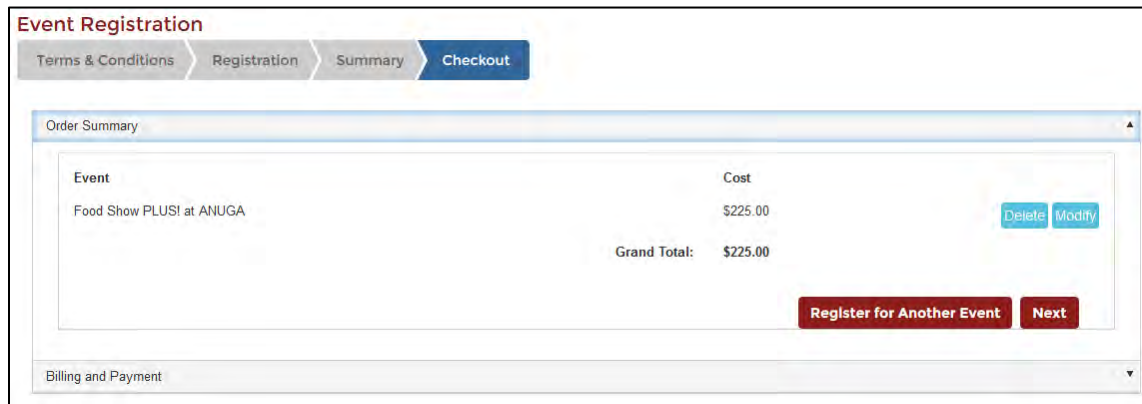 Event Registration
Terms & Conditions Registration Summary Checkout
Order Summary
Event Cost
Food Show PLUS! at ANUGA $225.00 Delete Modify
Grand Total: $225.00
Register for Another Event Next
Billing and Payment